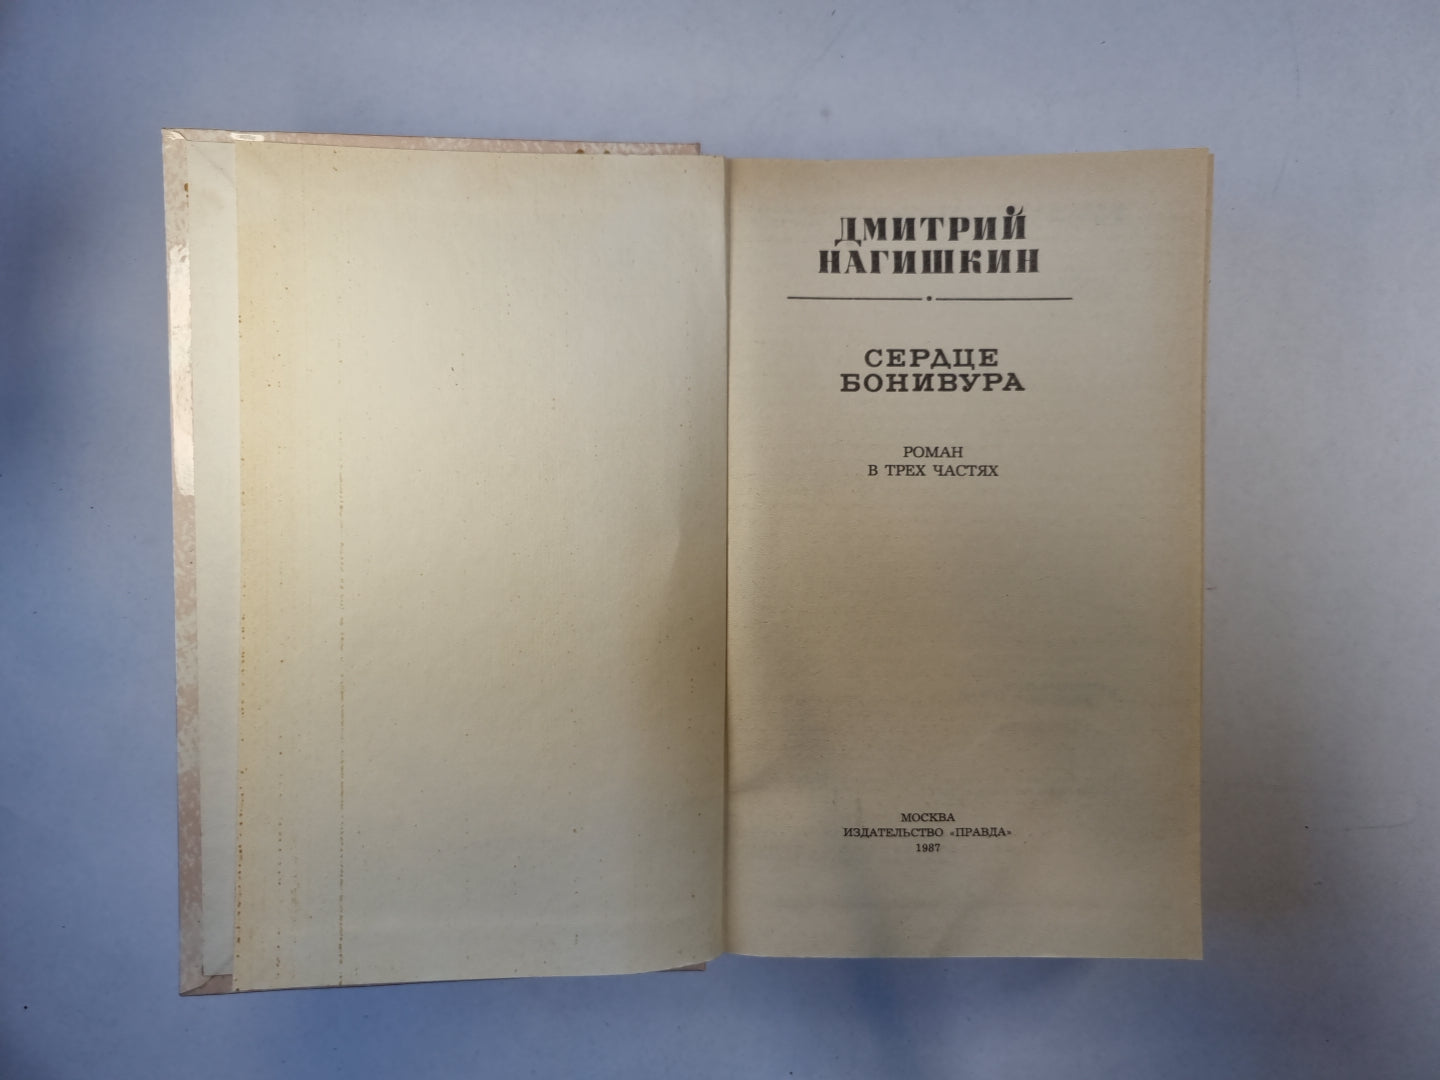 ДМИТРИЙ
НАГИШКИН
СЕРДЦЕ
БОНИВУРА
РОМАН
В ТРЕХ ЧАСТЯХ
МОСКВА
ИЗДАТЕЛЬСТВО «ПРАВДА»
1987